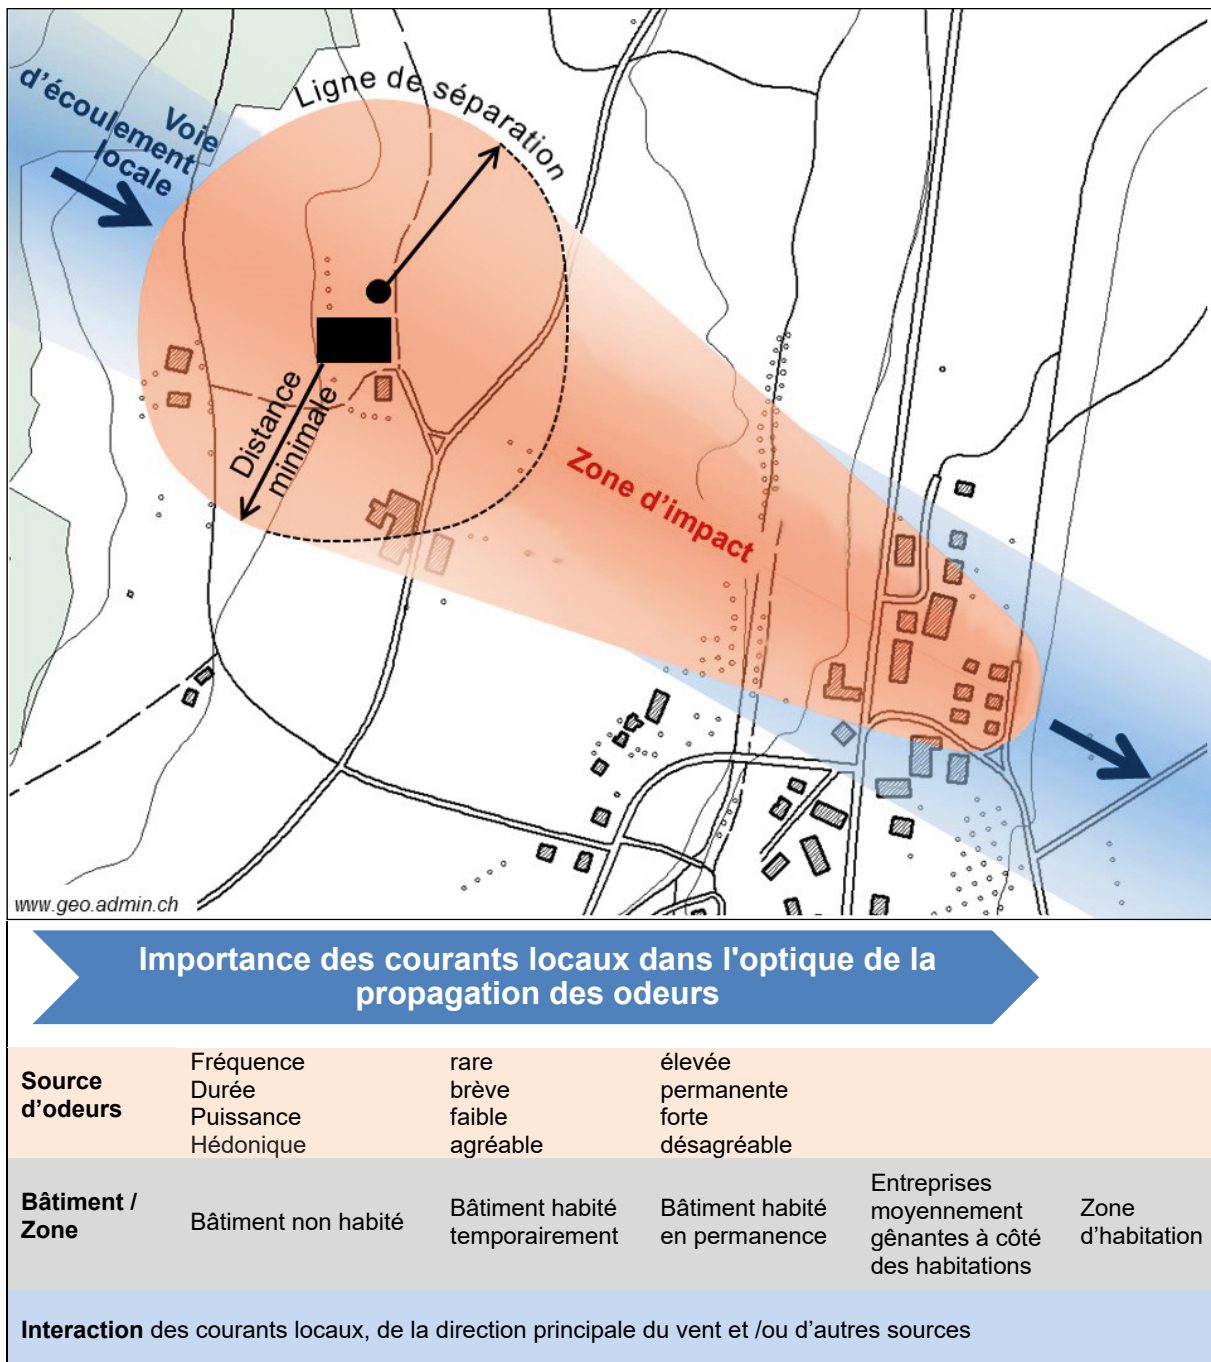 Voie
d'écoulement
locale
Ligne de séparation
Distance
minimale
Zone d'impact
www.geo.admin.ch
Importance des courants locaux dans l'optique de la
propagation des odeurs
Source
d'odeurs
Fréquence rare élevée
Durée brève permanente
Puissance faible forte
Hédonique agréable désagréable
Bâtiment /
Zone
Bâtiment non habité
Bâtiment habité
temporairement
Bâtiment habité
en permanence
Entreprises
moyennement
gênantes à côté
des habitations
Zone
d'habitation
Interaction des courants locaux, de la direction principale du vent et /ou d'autres sources